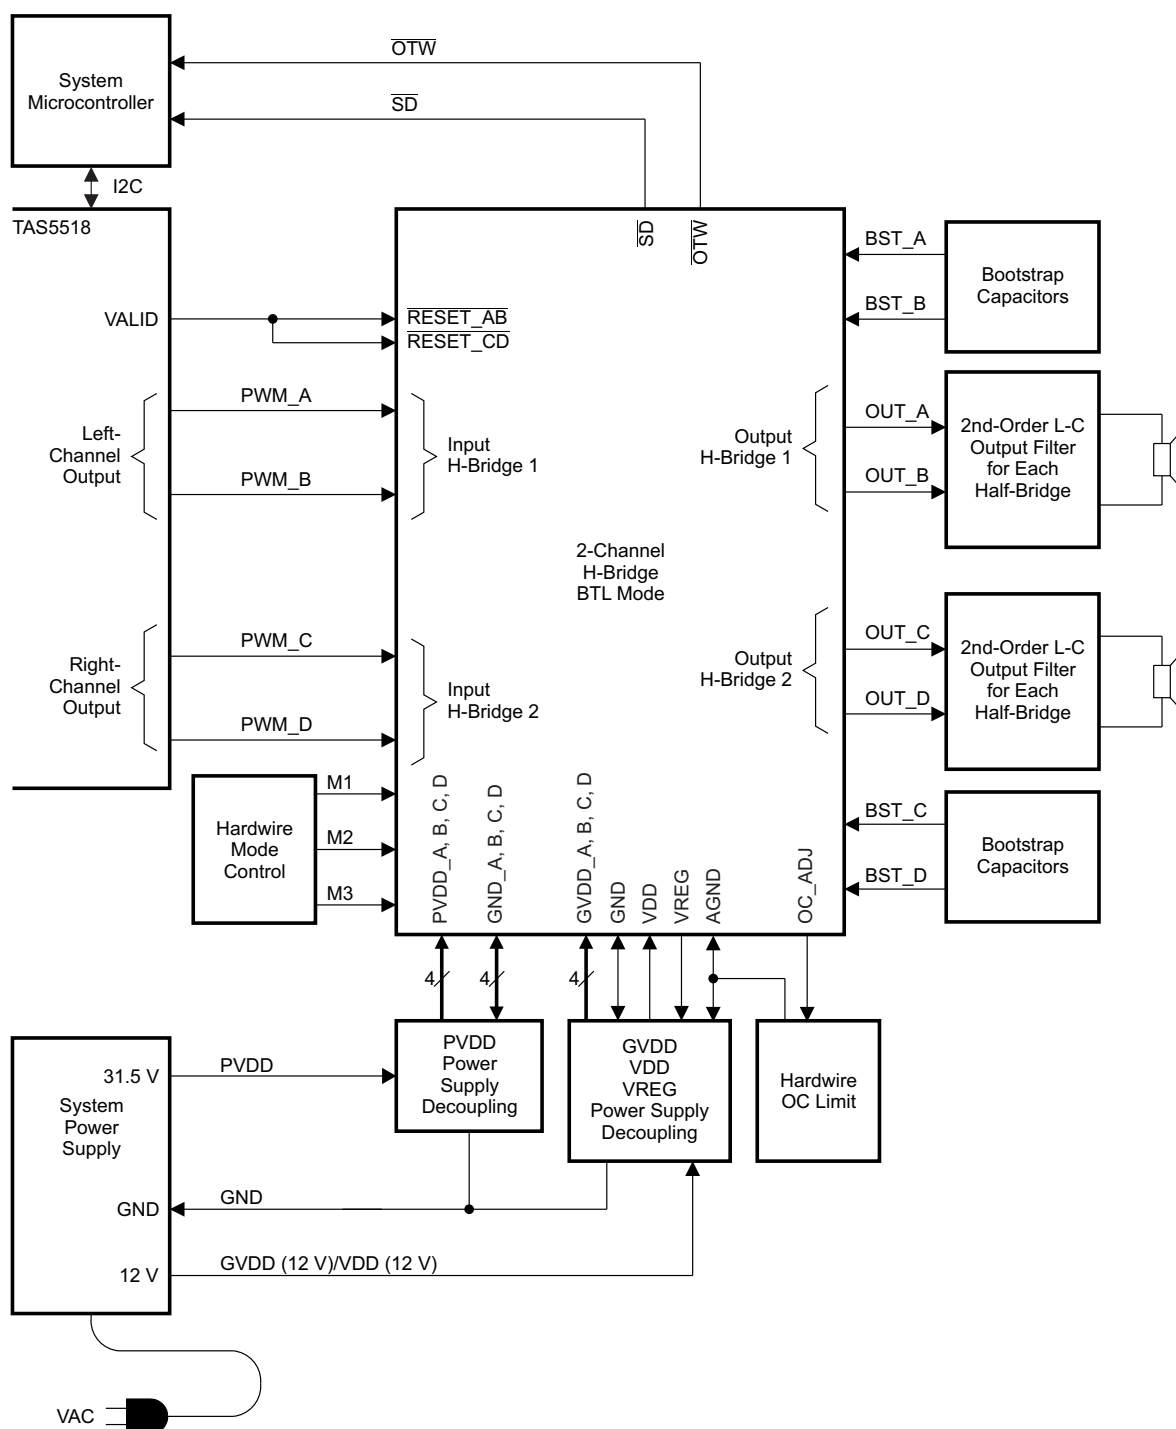 OTW
System
Microcontroller
SD
I2C
TAS5518
SD
OTW
BST_A
Bootstrap
Capacitors
BST_B
VALID
RESET_AB
RESET_CD
PWM_A
Left-
Channel
Output
Input
H-Bridge 1
PWM_B
Output
H-Bridge 1
OUT_A
OUT_B
2nd-Order L-C
Output Filter
for Each
Half-Bridge
2-Channel
H-Bridge
BTL Mode
PWM_C
Right-
Channel
Output
Input
H-Bridge 2
PWM_D
Output
H-Bridge 2
OUT_C
OUT_D
2nd-Order L-C
Output Filter
for Each
Half-Bridge
M1
Hardwire
Mode
Control
M2
M3
PVDD_A, B, C, D
GND_A, B, C, D
GVDD_A, B, C, D
GND
VDD
VREG
AGND
OC_ADJ
BST_C
Bootstrap
Capacitors
BST_D
4
4
4
PVDD
Power
Supply
Decoupling
GVDD
VDD
VREG
Power Supply
Decoupling
Hardwire
OC Limit
31.5 V
PVDD
System
Power
Supply
GND
GND
12 V
GVDD (12 V)/VDD (12 V)
VAC